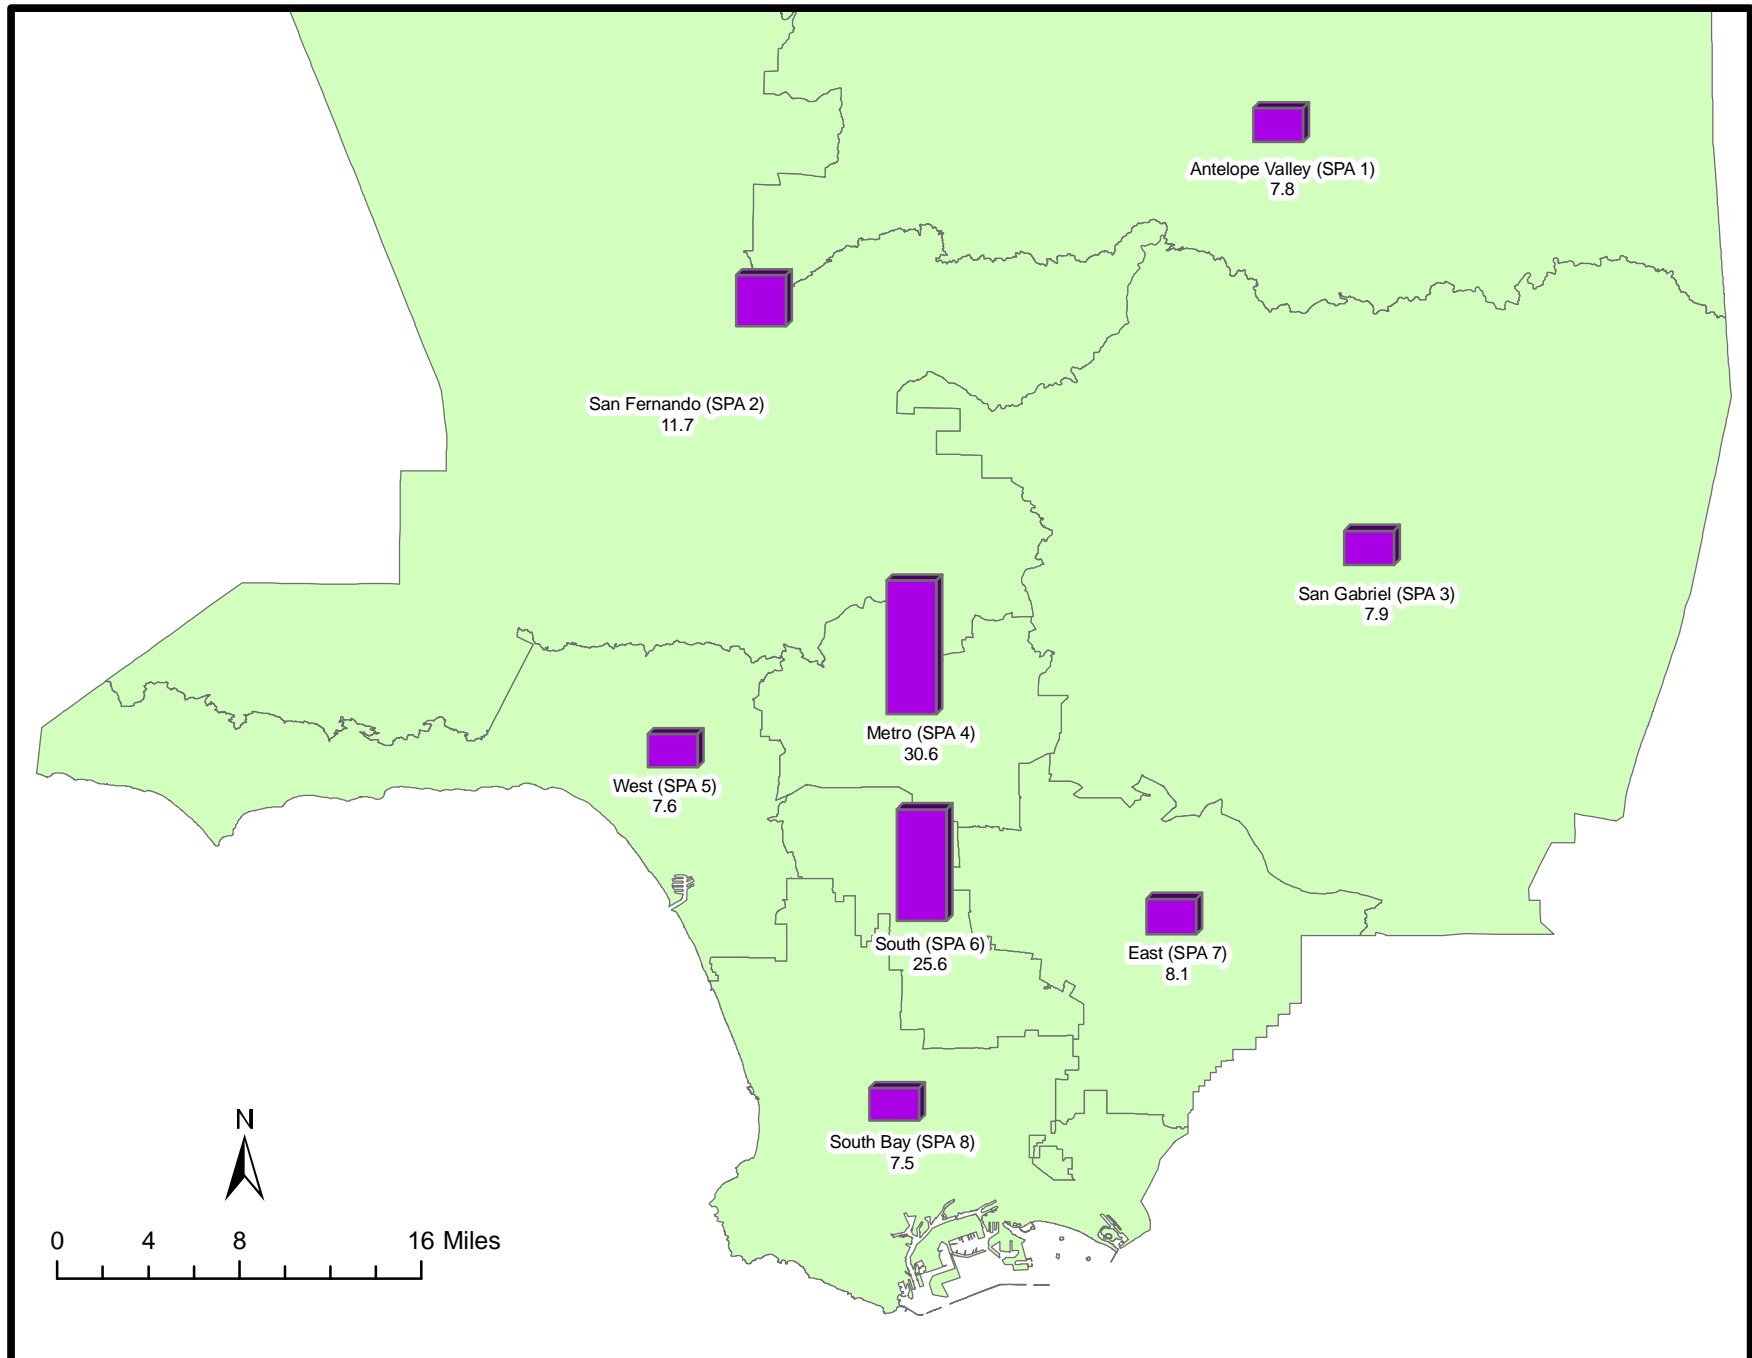 Antelope Valley (SPA 1)
7.8
San Fernando (SPA 2)
11.7
San Gabriel (SPA 3)
7.9
Metro (SPA 4)
30.6
West (SPA 5)
7.6
South (SPA 6)
25.6
East (SPA 7)
8.1
South Bay (SPA 8)
7.5
N
0 4 8 16 Miles